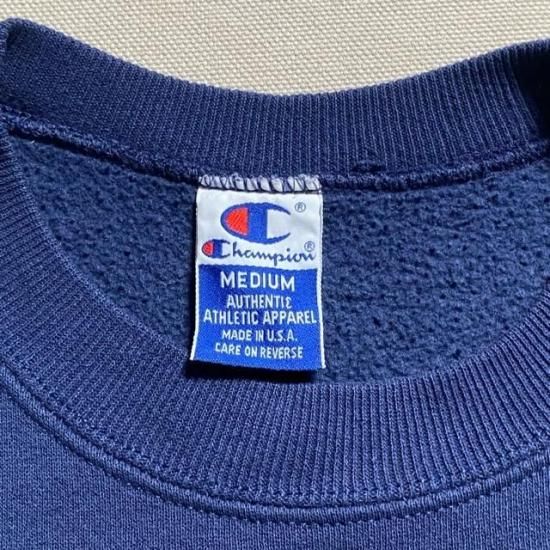 C ®
Champion ®
MEDIUM
AUTHENTIC
ATHLETIC APPAREL
MADE IN U.S.A.
CARE ON REVERSE